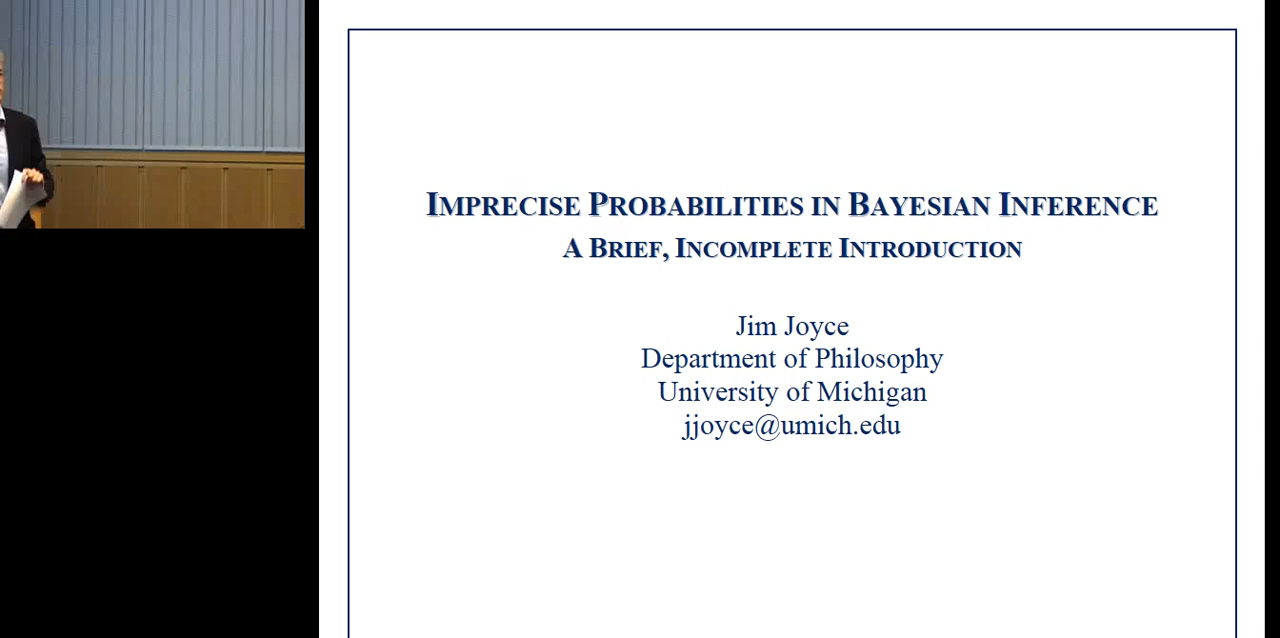 IMPRECISE PROBABILITIES IN BAYESIAN INFERENCE
A BRIEF, INCOMPLETE INTRODUCTION
Jim Joyce
Department of Philosophy
University of Michigan
jjoyce@umich.edu